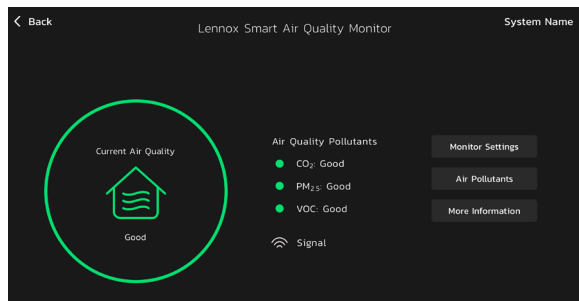 Back
Lennox Smart Air Quality Monitor
System Name
Current Air Quality
Good
Air Quality Pollutants
CO₂: Good
PM₂.₅: Good
VOC: Good
Signal
Monitor Settings
Air Pollutants
More Information